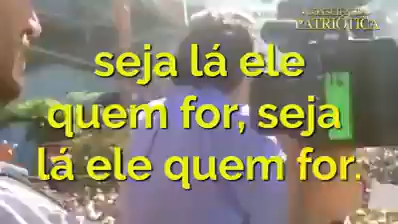 PATRIÓTICA
seja lá ele
quem for, seja
lá ele quem for.